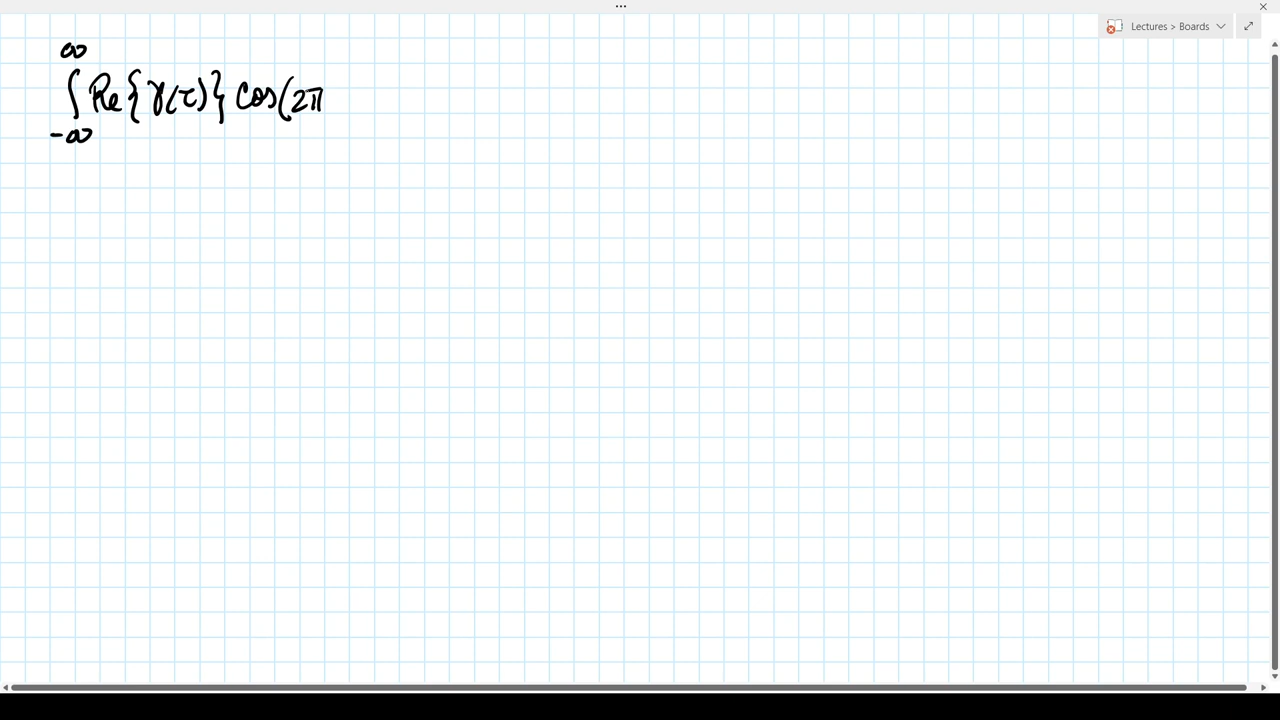 ... ×
Lectures > Boards
∞
∫ Re{γ(τ)} cos(2π
-∞